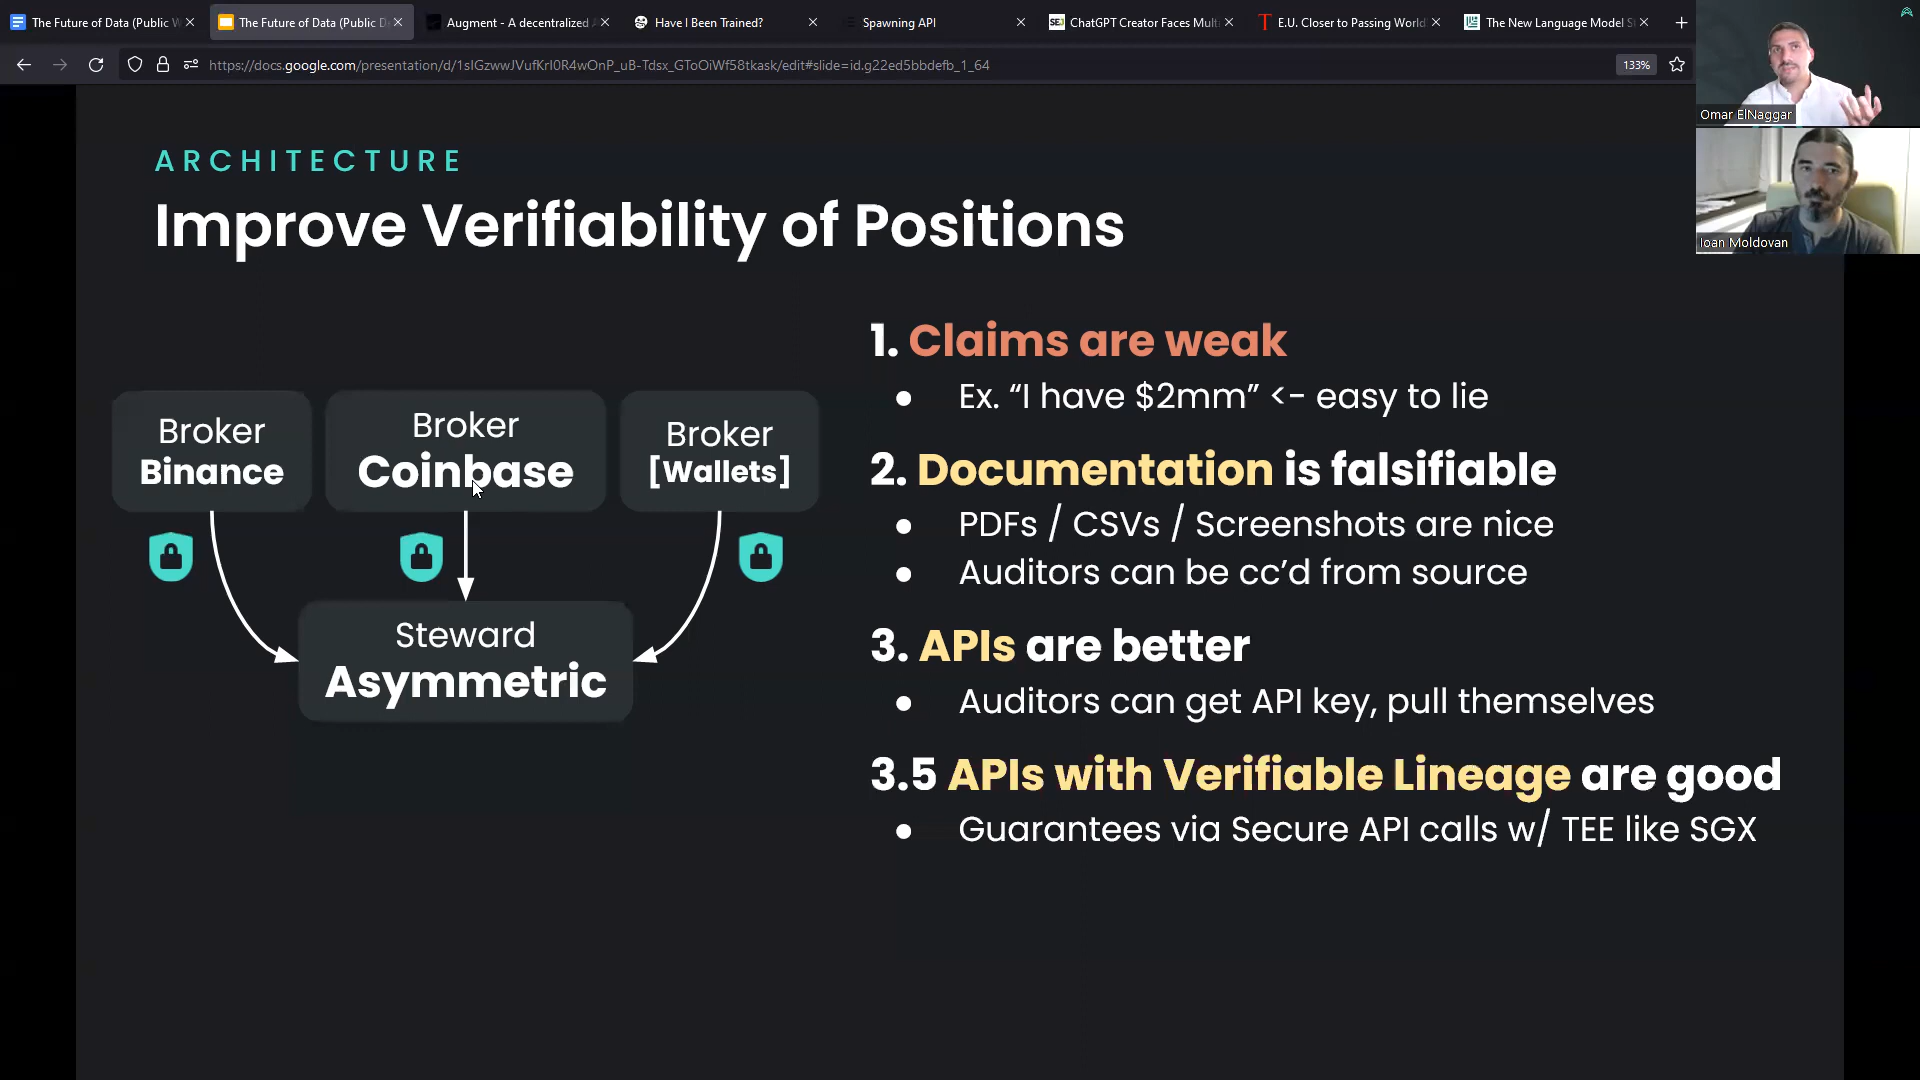 The Future of Data (Public W
The Future of Data (Public D
Augment - A decentralized A
Have I Been Trained?
Spawning API
ChatGPT Creator Faces Multi
E.U. Closer to Passing World
The New Language Model S
https://docs.google.com/presentation/d/1sIGzwwJVufKrI0R4wOnP_uB-Tdsx_GToOiWf58tkask/edit#slide=id.g22ed5bbdefb_1_64
133%
Omar ElNaggar
Ioan Moldovan
ARCHITECTURE
Improve Verifiability of Positions
Broker
Binance
Broker
Coinbase
Broker
[Wallets]
Steward
Asymmetric
1. Claims are weak
● Ex. “I have $2mm” <- easy to lie
2. Documentation is falsifiable
● PDFs / CSVs / Screenshots are nice
● Auditors can be cc’d from source
3. APIs are better
● Auditors can get API key, pull themselves
3.5 APIs with Verifiable Lineage are good
● Guarantees via Secure API calls w/ TEE like SGX